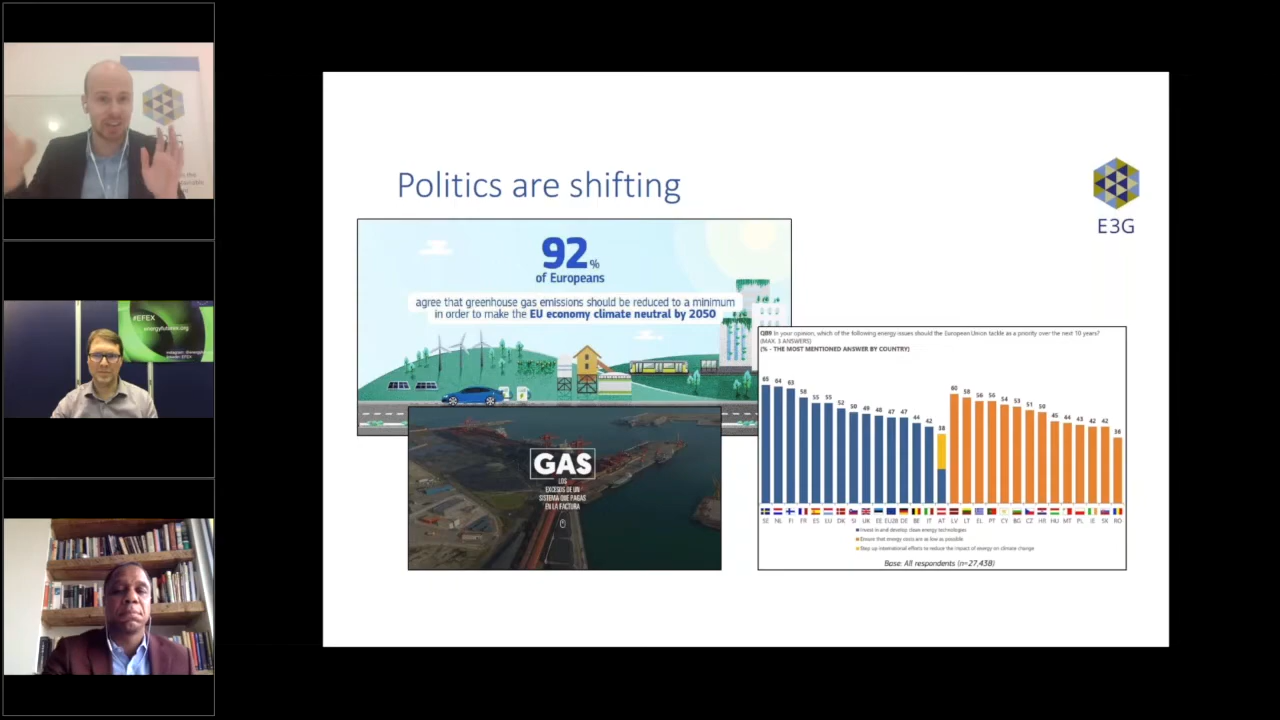 Politics are shifting
E3G
92%
of Europeans
agree that greenhouse gas emissions should be reduced to a minimum
in order to make the EU economy climate neutral by 2050
GAS
LOS
EXCESOS DE UN
SISTEMA QUE PAGAS
EN LA FACTURA
In your opinion, which of the following energy issues should the European Union tackle as a priority over the next 10 years?
(MAX. 3 ANSWERS)
(% - THE MOST MENTIONED ANSWER BY COUNTRY)
65 64 63 58 55 55 52 50 49 48 47 47 44 42 38 60 58 56 56 54 53 51 50 45 44 43 42 42 36
SE NL FI FR ES LU DK SI UK EE EU28 DE BE IT AT LV LT EL PT CY BG CZ HR HU MT PL IE SK RO
Invest in and develop clean energy technologies
Ensure that energy costs are as low as possible
Step up international efforts to reduce the impact of energy on climate change
Base: All respondents (n=27,438)
#EFEX